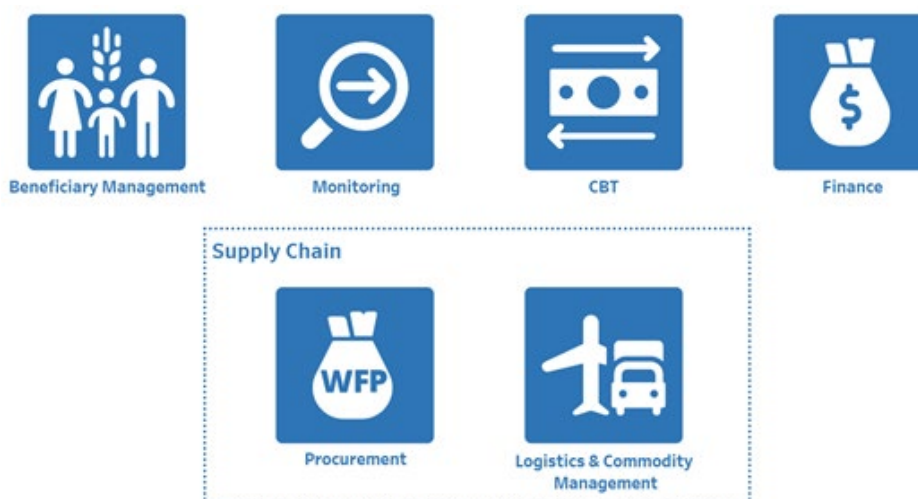 Beneficiary Management
Monitoring
CBT
$
Finance
Supply Chain
WFP
Procurement
Logistics & Commodity
Management